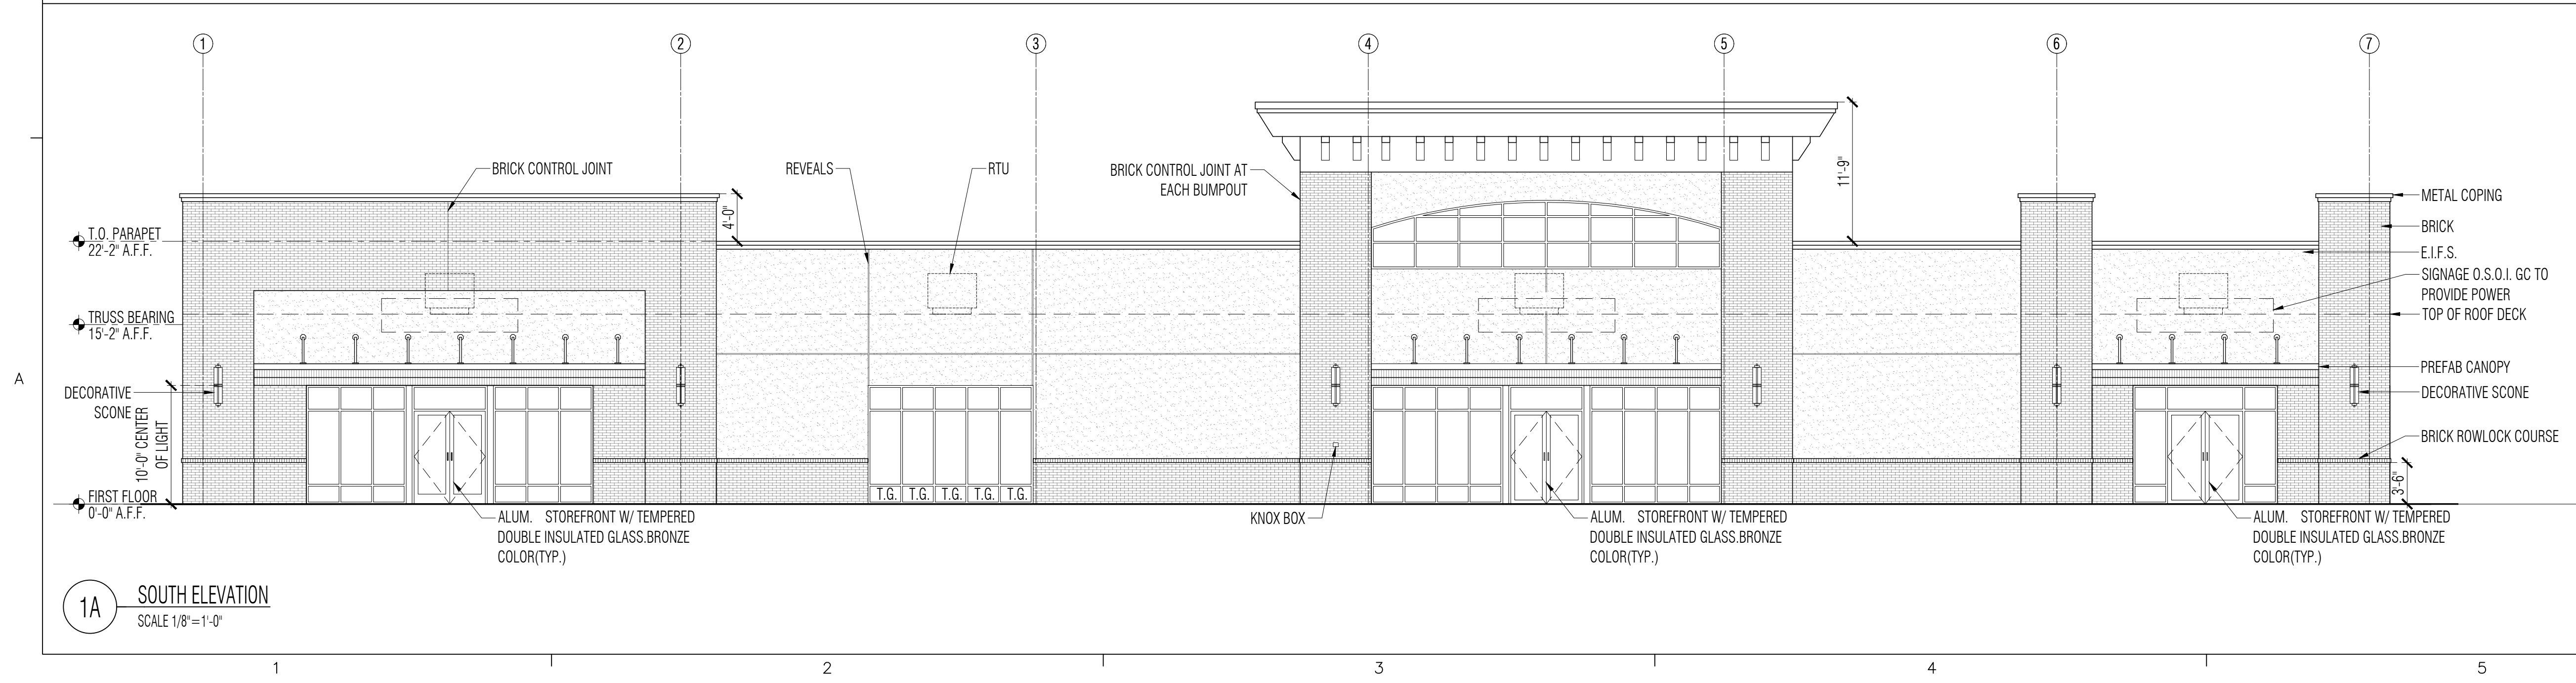 1
2
3
4
5
6
7
BRICK CONTROL JOINT
REVEALS
RTU
BRICK CONTROL JOINT AT
EACH BUMPOUT
11'-9"
4'-0"
T.O. PARAPET
22'-2" A.F.F.
TRUSS BEARING
15'-2" A.F.F.
DECORATIVE
SCONE
10'-0" CENTER
OF LIGHT
FIRST FLOOR
0'-0" A.F.F.
METAL COPING
BRICK
E.I.F.S.
SIGNAGE O.S.O.I. GC TO
PROVIDE POWER
TOP OF ROOF DECK
PREFAB CANOPY
DECORATIVE SCONE
BRICK ROWLOCK COURSE
3'-6"
T.G. T.G. T.G. T.G. T.G.
KNOX BOX
ALUM. STOREFRONT W/ TEMPERED
DOUBLE INSULATED GLASS.BRONZE
COLOR(TYP.)
ALUM. STOREFRONT W/ TEMPERED
DOUBLE INSULATED GLASS.BRONZE
COLOR(TYP.)
ALUM. STOREFRONT W/ TEMPERED
DOUBLE INSULATED GLASS.BRONZE
COLOR(TYP.)
A
1A
SOUTH ELEVATION
SCALE 1/8"=1'-0"
1
2
3
4
5